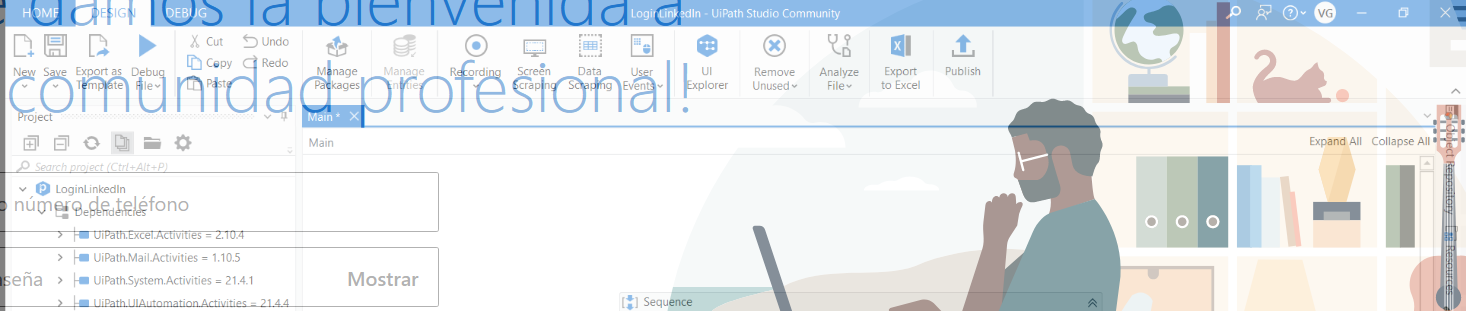 HOME DESIGN DEBUG LoginLinkedIn - UiPath Studio Community VG
damos la bienvenida a
Cut Undo
Copy Redo
Paste
New Save Export as Template Debug File Manage Packages Manage Entities Recording Screen Scraping Data Scraping User Events UI Explorer Remove Unused Analyze File Export to Excel Publish
comunidad profesional!
Project Main *
Main Expand All Collapse All
Search project (Ctrl+Alt+P)
LoginLinkedIn
o número de teléfono
Dependencies
UiPath.Excel.Activities = 2.10.4
UiPath.Mail.Activities = 1.10.5
UiPath.System.Activities = 21.4.1
seña Mostrar
UiPath.UIAutomation.Activities = 21.4.4
Sequence
Object Repository
Resources